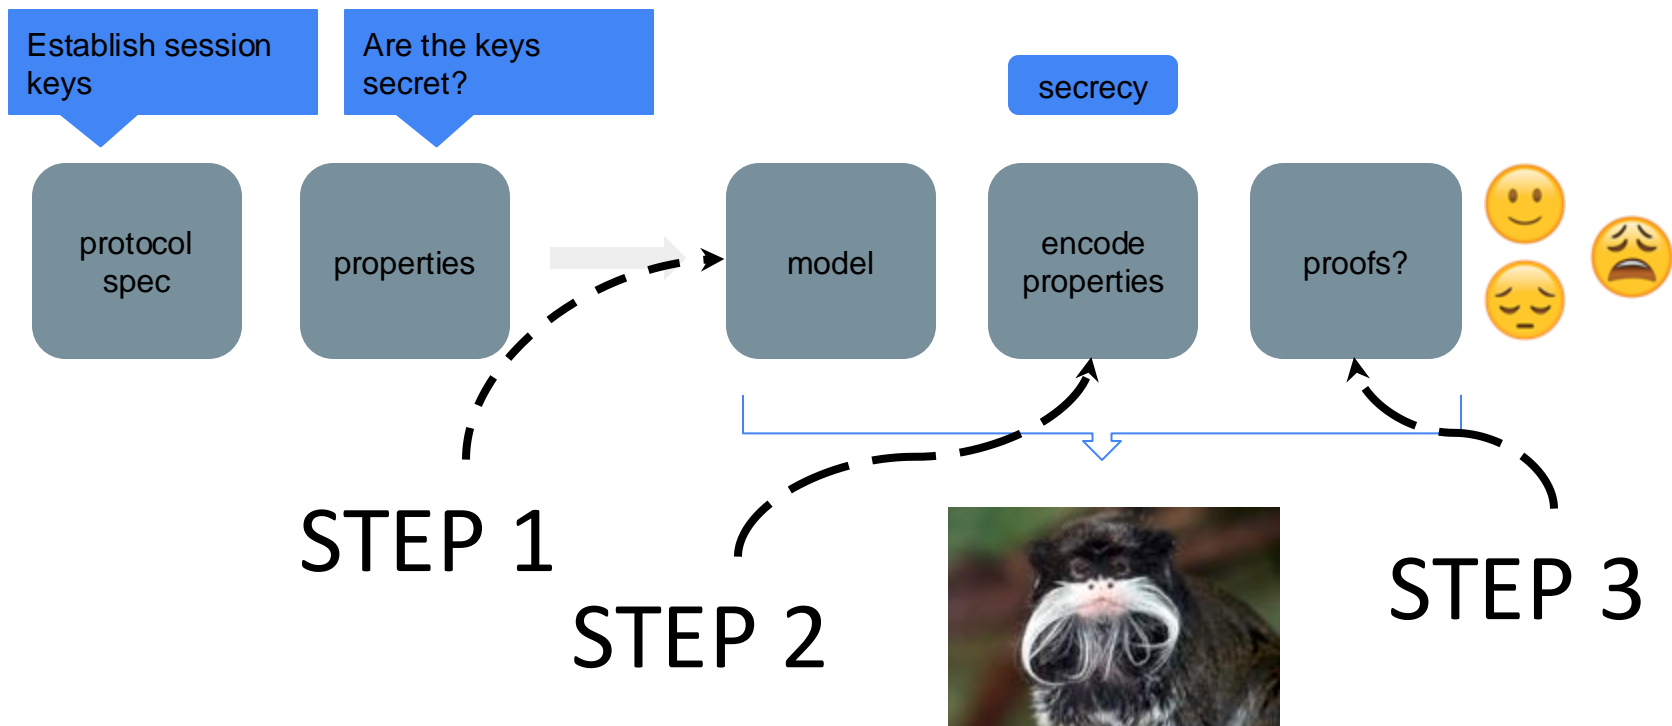 Establish session
keys
Are the keys
secret?
secrecy
protocol
spec
properties
model
encode
properties
proofs?
STEP 1
STEP 2
STEP 3